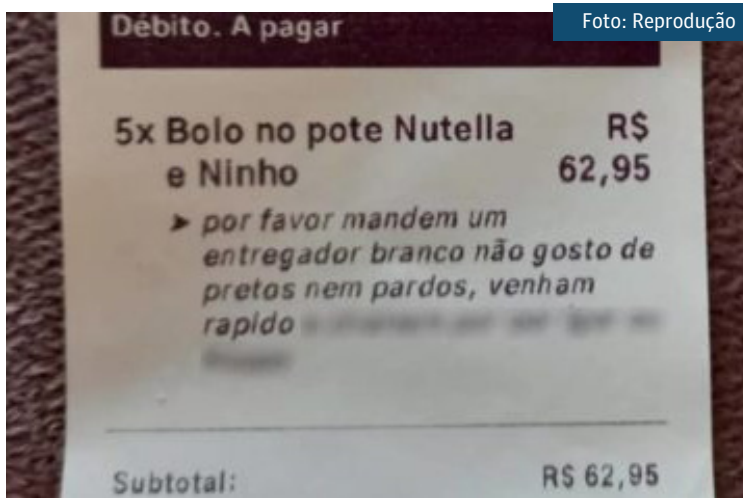 Foto: Reprodução
Débito. A pagar
5x Bolo no pote Nutella R$
e Ninho 62,95
➤ por favor mandem um
entregador branco não gosto de
pretos nem pardos, venham
rapido
Subtotal: R$ 62,95